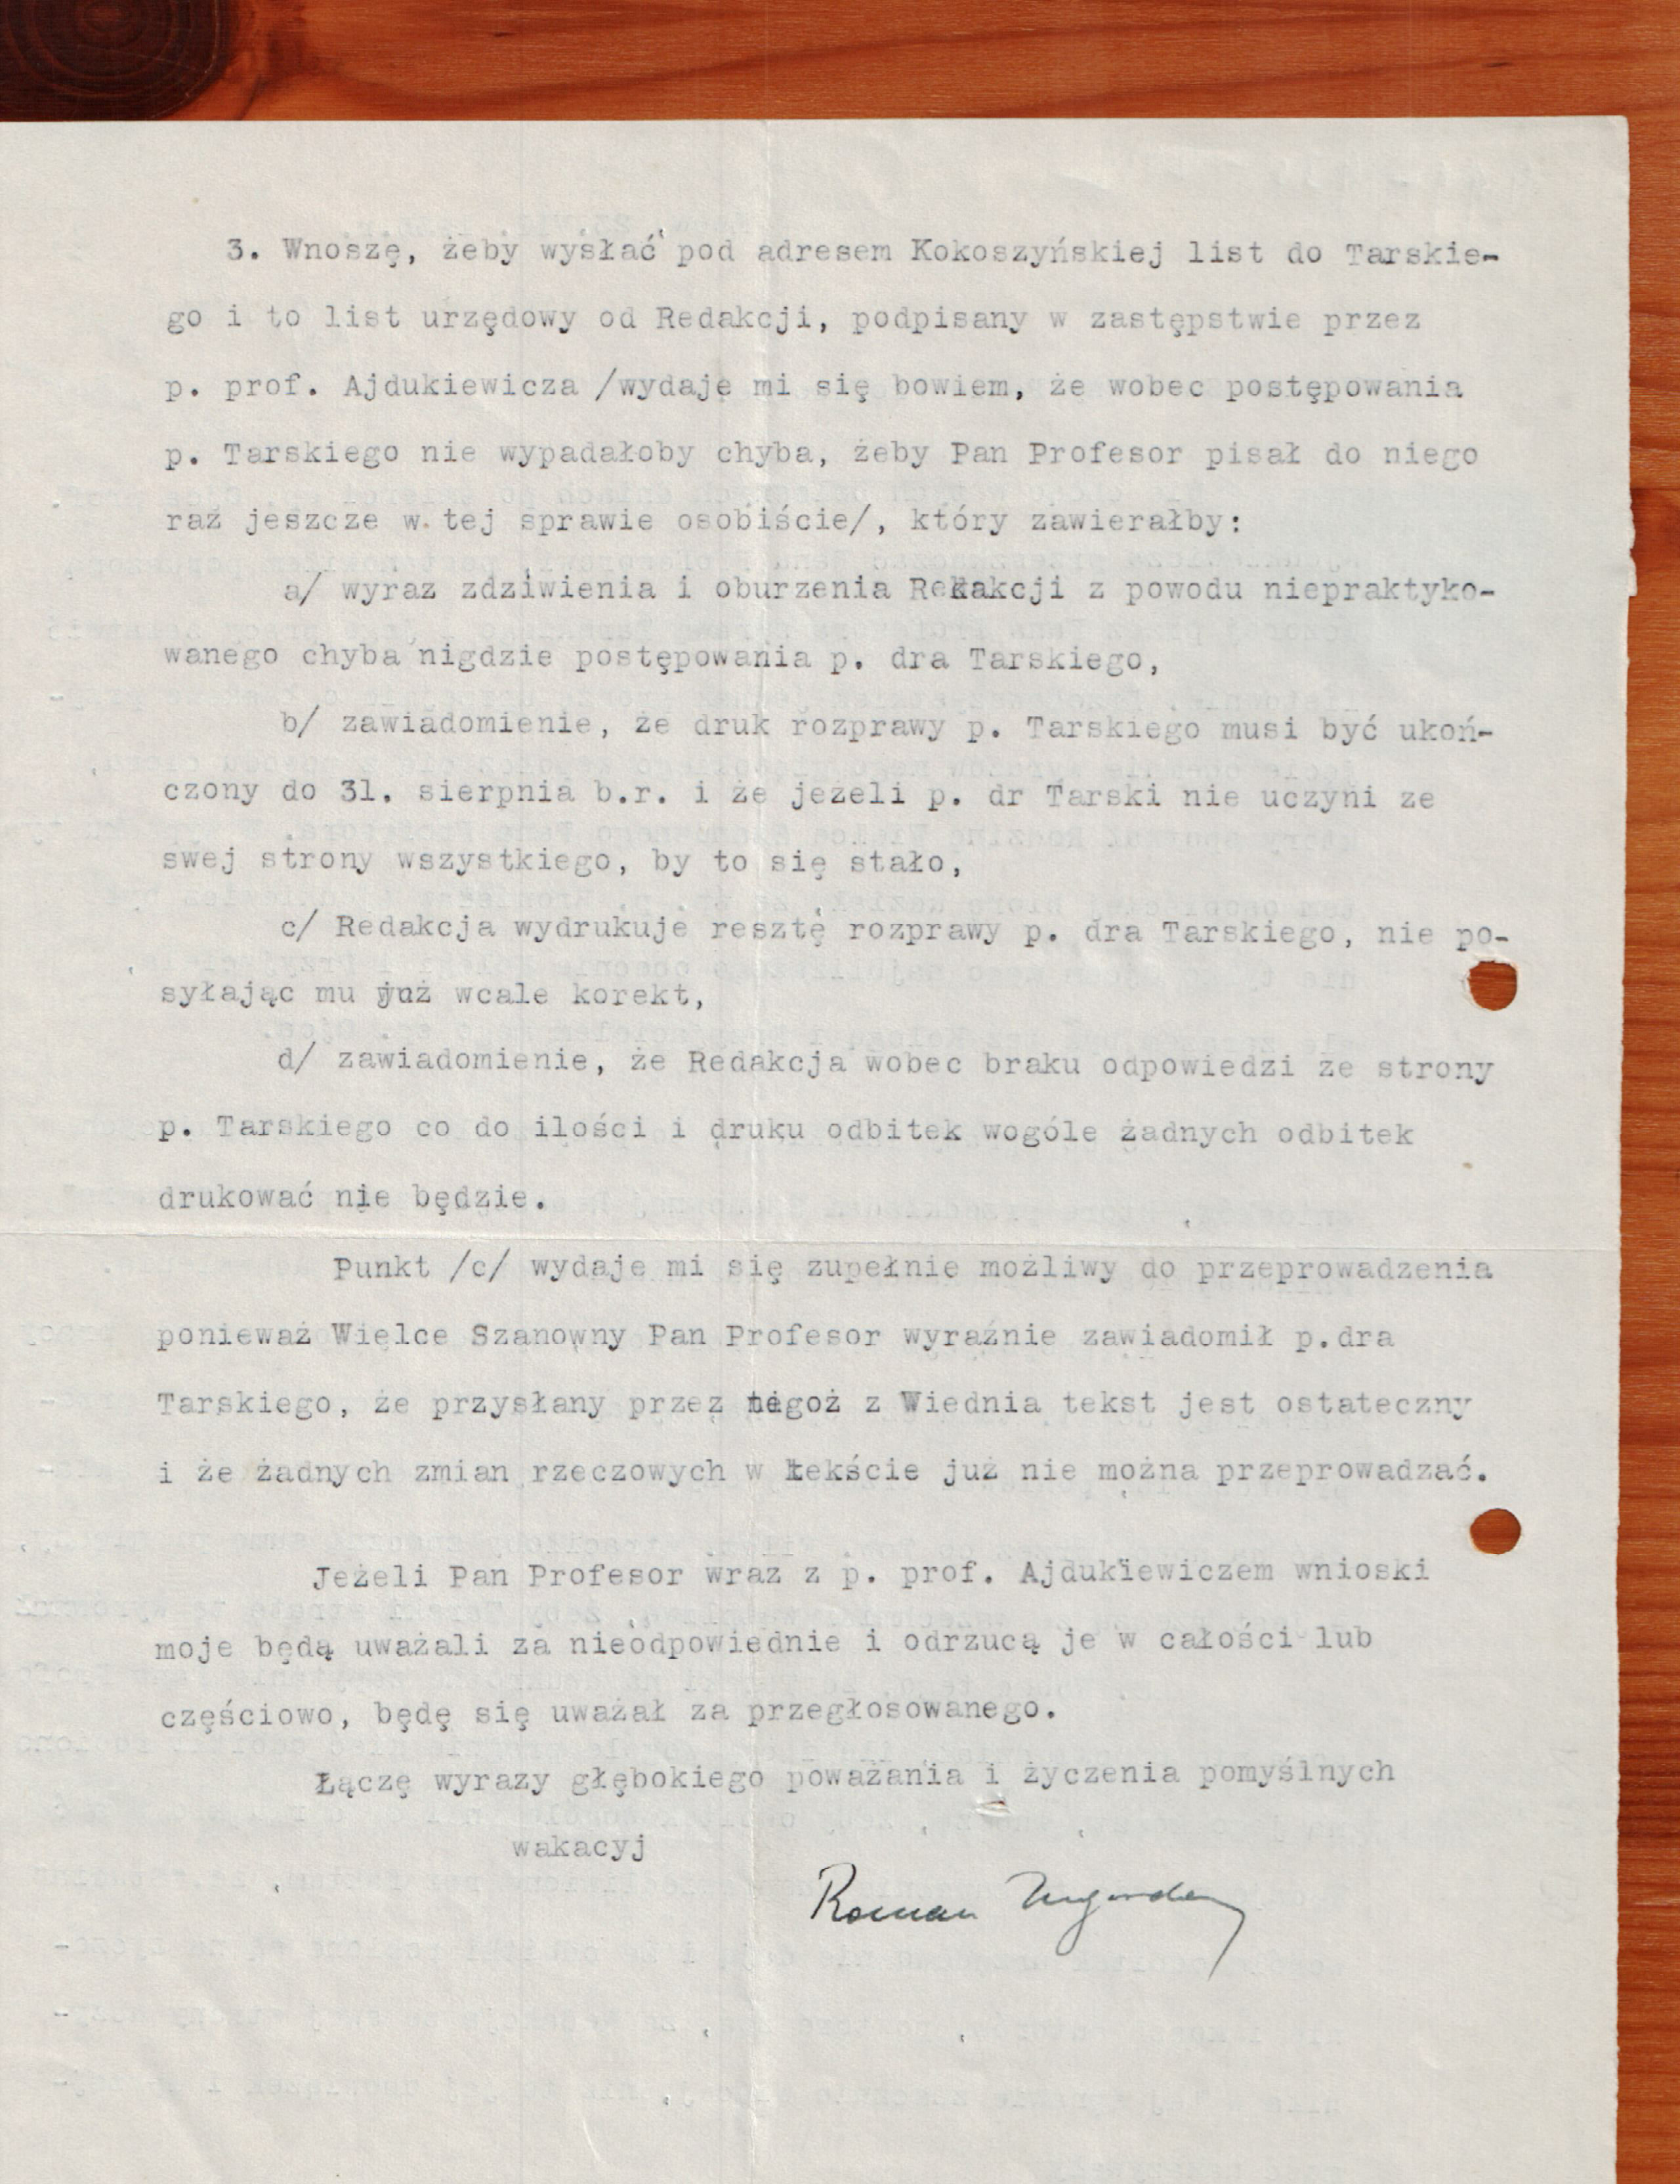 3. Wnoszę, żeby wysłać pod adresem Kokoszyńskiej list do Tarskie-
go i to list urzędowy od Redakcji, podpisany w zastępstwie przez
p. prof. Ajdukiewicza /wydaje mi się bowiem, że wobec postępowania
p. Tarskiego nie wypadałoby chyba, żeby Pan Profesor pisał do niego
raz jeszcze w tej sprawie osobiście/, który zawierałby:
a/ wyraz zdziwienia i oburzenia Redakcji z powodu niepraktyko-
wanego chyba nigdzie postępowania p. dra Tarskiego,
b/ zawiadomienie, że druk rozprawy p. Tarskiego musi być ukoń-
czony do 31. sierpnia b.r. i że jeżeli p. dr Tarski nie uczyni ze
swej strony wszystkiego, by to się stało,
c/ Redakcja wydrukuje resztę rozprawy p. dra Tarskiego, nie po-
syłając mu już wcale korekt,
d/ zawiadomienie, że Redakcja wobec braku odpowiedzi ze strony
p. Tarskiego co do ilości i druku odbitek wogóle żadnych odbitek
drukować nie będzie.
Punkt /c/ wydaje mi się zupełnie możliwy do przeprowadzenia
ponieważ Wielce Szanowny Pan Profesor wyraźnie zawiadomił p.dra
Tarskiego, że przysłany przez tegoż z Wiednia tekst jest ostateczny
i że żadnych zmian rzeczowych w tekście już nie można przeprowadzać.
Jeżeli Pan Profesor wraz z p. prof. Ajdukiewiczem wnioski
moje będą uważali za nieodpowiednie i odrzucą je w całości lub
częściowo, będę się uważał za przegłosowanego.
Łączę wyrazy głębokiego poważania i życzenia pomyślnych
wakacyj
Roman Ingarden